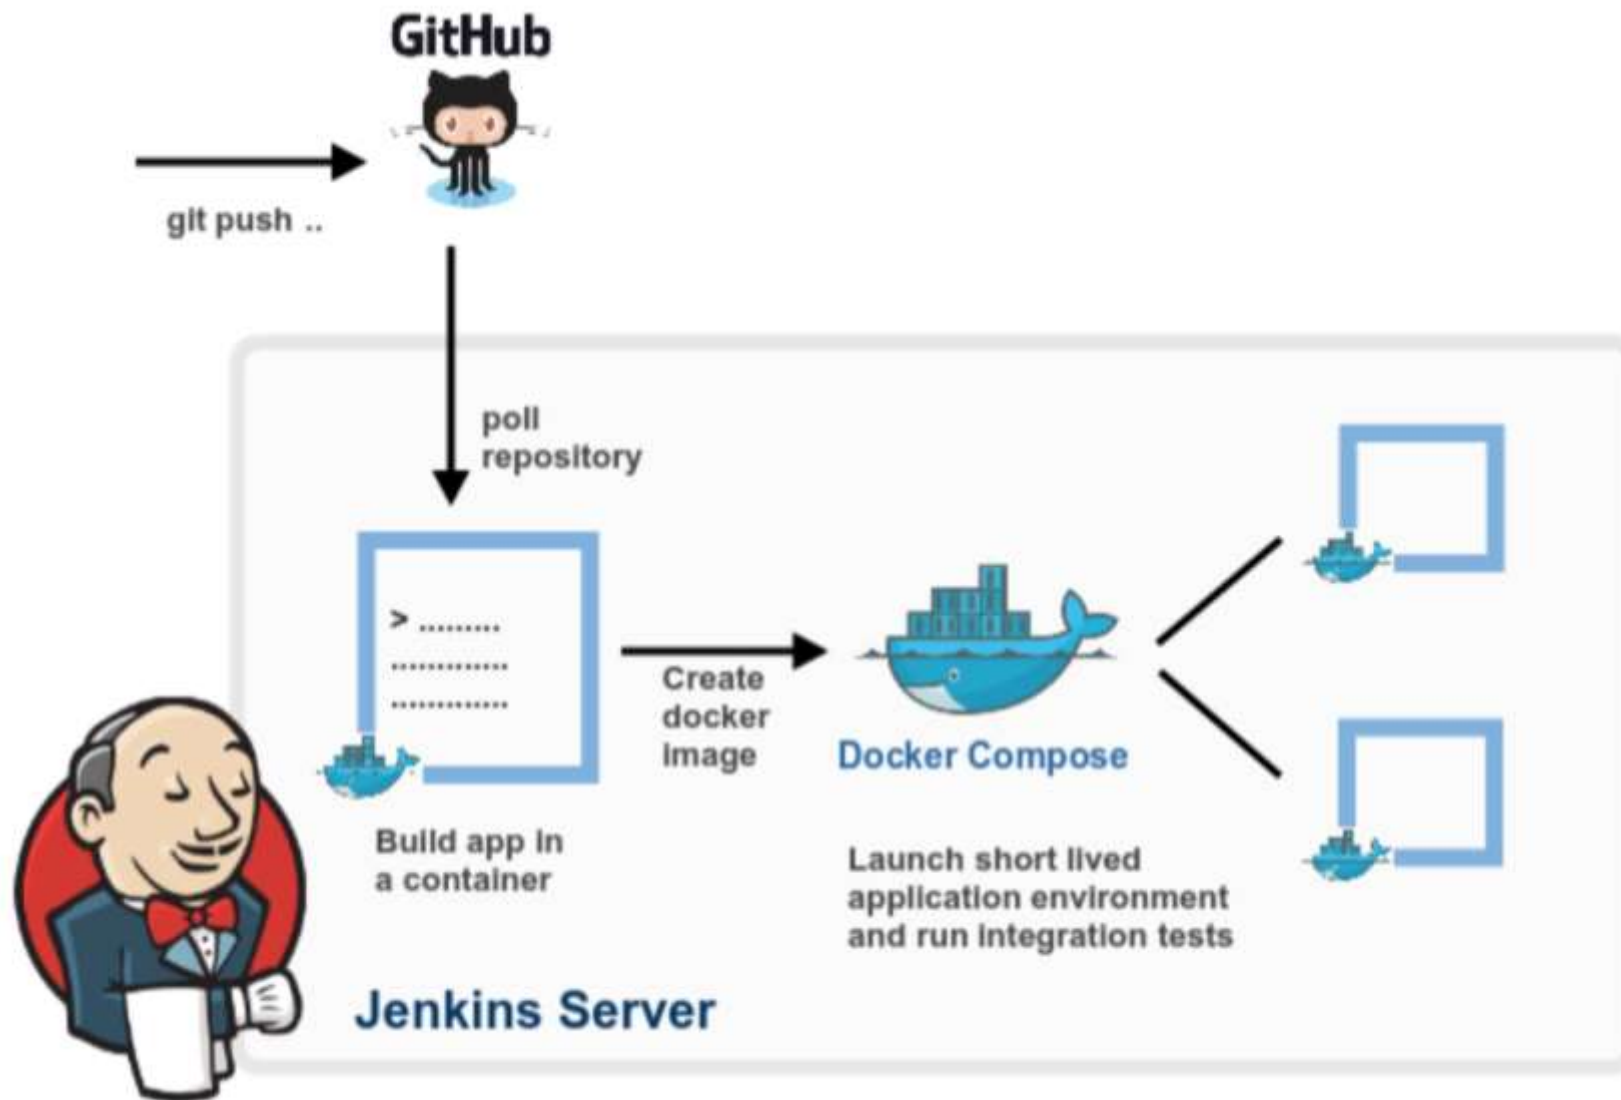 GitHub
git push ..
poll
repository
> .........
.............
.............
Create
docker
image
Docker Compose
Build app in
a container
Launch short lived
application environment
and run integration tests
Jenkins Server